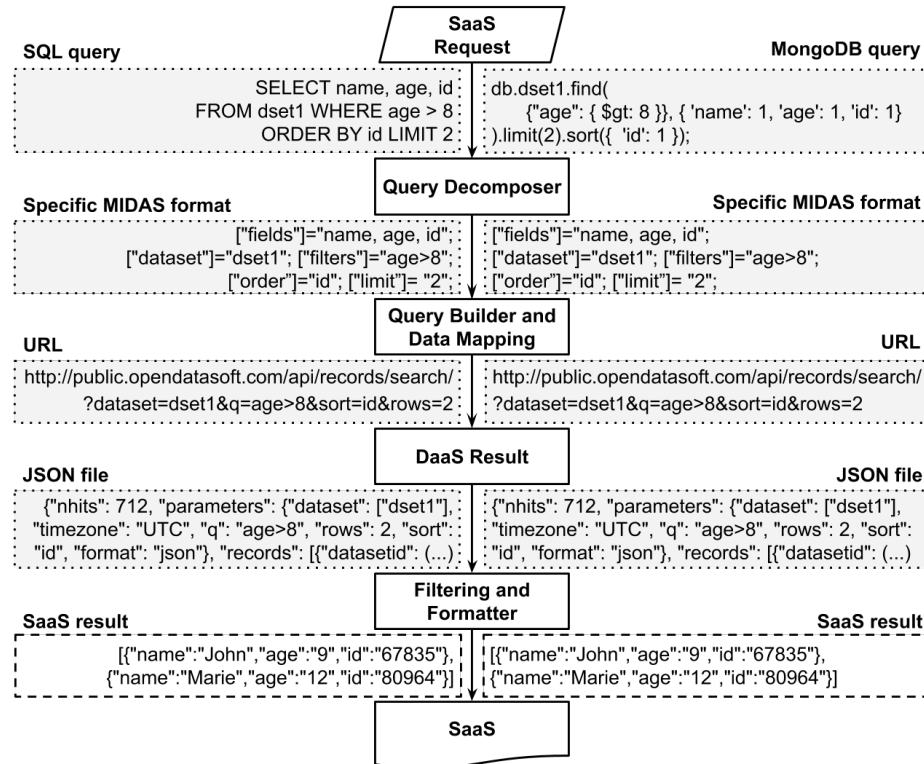 SaaS
Request
SQL query
MongoDB query
SELECT name, age, id
FROM dset1 WHERE age > 8
ORDER BY id LIMIT 2
db.dset1.find(
{"age": { $gt: 8 }}, { 'name': 1, 'age': 1, 'id': 1}
).limit(2).sort({ 'id': 1 });
Query Decomposer
Specific MIDAS format
Specific MIDAS format
["fields"]="name, age, id";
["dataset"]="dset1"; ["filters"]="age>8";
["order”]="id"; ["limit”]= "2";
["fields"]="name, age, id";
["dataset"]="dset1"; ["filters"]="age>8";
["order”]="id"; ["limit”]= "2";
Query Builder and
Data Mapping
URL
URL
http://public.opendatasoft.com/api/records/search/
?dataset=dset1&q=age>8&sort=id&rows=2
http://public.opendatasoft.com/api/records/search/
?dataset=dset1&q=age>8&sort=id&rows=2
DaaS Result
JSON file
JSON file
{"nhits": 712, "parameters": {"dataset": ["dset1"],
"timezone": "UTC", "q": "age>8", "rows": 2, "sort":
"id", "format": "json"}, "records": [{"datasetid": (...)
{"nhits": 712, "parameters": {"dataset": ["dset1"],
"timezone": "UTC", "q": "age>8", "rows": 2, "sort":
"id", "format": "json"}, "records": [{"datasetid": (...)
Filtering and
Formatter
SaaS result
SaaS result
[{"name":"John","age":"9","id":"67835"},
{"name":"Marie","age":"12","id":"80964"}]
[{"name":"John","age":"9","id":"67835"},
{"name":"Marie","age":"12","id":"80964"}]
SaaS